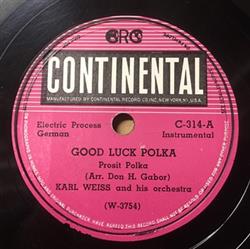 CRC
CONTINENTAL
MANUFACTURED BY CONTINENTAL RECORD CO. INC., NEW YORK, N.Y., U.S.A.
Electric Process
German
C-314-A
Instrumental
GOOD LUCK POLKA
Prosit Polka
(Arr. Don H. Gabor)
KARL WEISS and his orchestra
(W-3754)